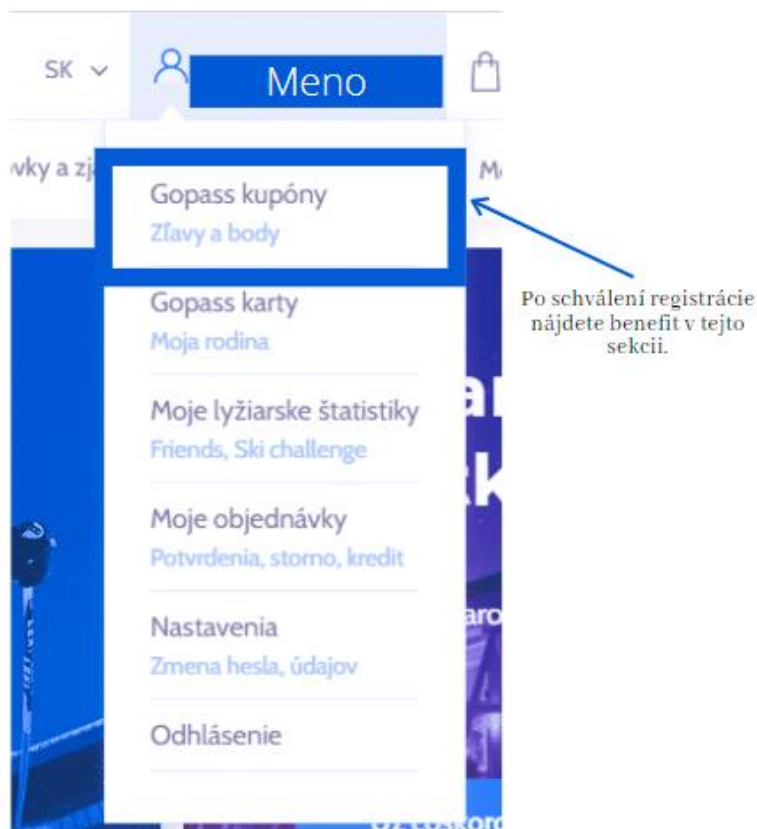 SK
Meno
Gopass kupóny
Zľavy a body
Gopass karty
Moja rodina
Moje lyžiarske štatistiky
Friends, Ski challenge
Moje objednávky
Potvrdenia, storno, kredit
Nastavenia
Zmena hesla, údajov
Odhlásenie
Po schválení registrácie
nájdete benefit v tejto
sekcii.